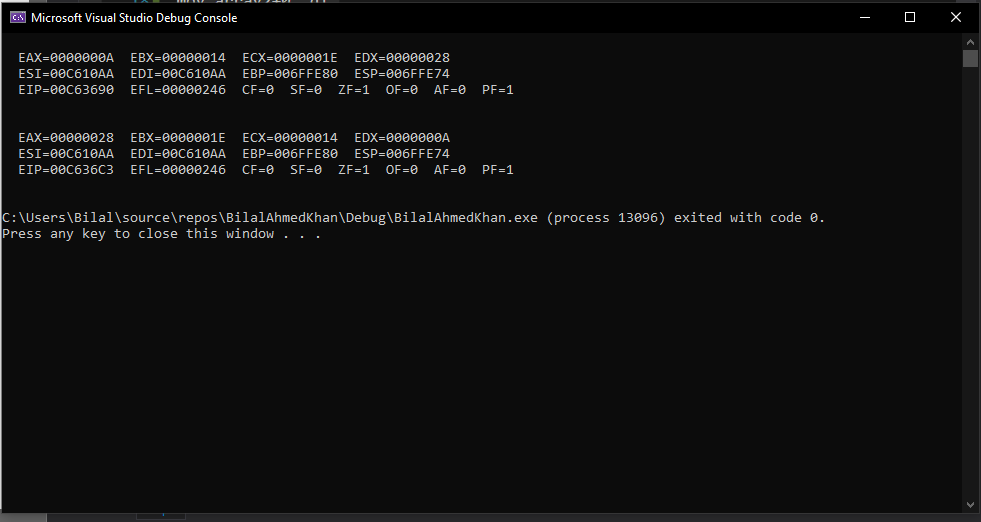 Microsoft Visual Studio Debug Console
EAX=0000000A EBX=00000014 ECX=0000001E EDX=00000028
ESI=00C610AA EDI=00C610AA EBP=006FFE80 ESP=006FFE74
EIP=00C63690 EFL=00000246 CF=0 SF=0 ZF=1 OF=0 AF=0 PF=1
EAX=00000028 EBX=0000001E ECX=00000014 EDX=0000000A
ESI=00C610AA EDI=00C610AA EBP=006FFE80 ESP=006FFE74
EIP=00C636C3 EFL=00000246 CF=0 SF=0 ZF=1 OF=0 AF=0 PF=1
C:\Users\Bilal\source\repos\BilalAhmedKhan\Debug\BilalAhmedKhan.exe (process 13096) exited with code 0.
Press any key to close this window . . .